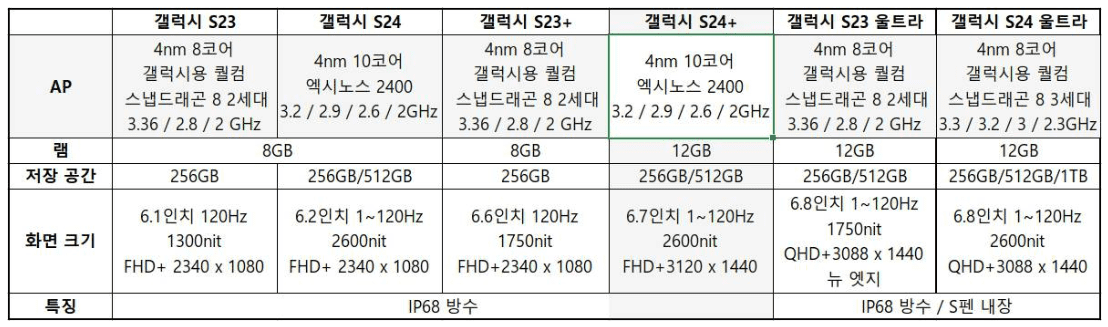 갤럭시 S23 갤럭시 S24 갤럭시 S23+ 갤럭시 S24+ 갤럭시 S23 울트라 갤럭시 S24 울트라
AP
4nm 8코어
갤럭시용 퀄컴
스냅드래곤 8 2세대
3.36 / 2.8 / 2 GHz
4nm 10코어
엑시노스 2400
3.2 / 2.9 / 2.6 / 2GHz
4nm 8코어
갤럭시용 퀄컴
스냅드래곤 8 2세대
3.36 / 2.8 / 2 GHz
4nm 10코어
엑시노스 2400
3.2 / 2.9 / 2.6 / 2GHz
4nm 8코어
갤럭시용 퀄컴
스냅드래곤 8 2세대
3.36 / 2.8 / 2 GHz
4nm 8코어
갤럭시용 퀄컴
스냅드래곤 8 3세대
3.3 / 3.2 / 3 / 2.3GHz
램 8GB 8GB 12GB 12GB 12GB
저장 공간 256GB 256GB/512GB 256GB 256GB/512GB 256GB/512GB 256GB/512GB/1TB
화면 크기
6.1인치 120Hz
1300nit
FHD+ 2340 x 1080
6.2인치 1~120Hz
2600nit
FHD+ 2340 x 1080
6.6인치 120Hz
1750nit
FHD+2340 x 1080
6.7인치 1~120Hz
2600nit
FHD+3120 x 1440
6.8인치 1~120Hz
1750nit
QHD+3088 x 1440
뉴 엣지
6.8인치 1~120Hz
2600nit
QHD+3088 x 1440
특징 IP68 방수 IP68 방수 / S펜 내장